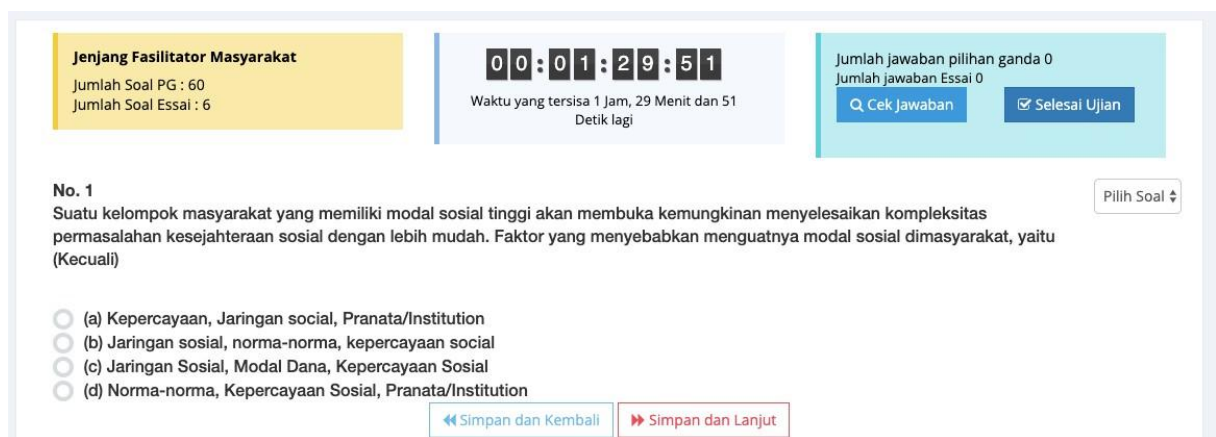 Jenjang Fasilitator Masyarakat
Jumlah Soal PG : 60
Jumlah Soal Essai : 6
00:01:29:51
Waktu yang tersisa 1 Jam, 29 Menit dan 51
Detik lagi
Jumlah jawaban pilihan ganda 0
Jumlah jawaban Essai 0
Cek Jawaban
Selesai Ujian
No. 1
Pilih Soal
Suatu kelompok masyarakat yang memiliki modal sosial tinggi akan membuka kemungkinan menyelesaikan kompleksitas
permasalahan kesejahteraan sosial dengan lebih mudah. Faktor yang menyebabkan menguatnya modal sosial dimasyarakat, yaitu
(Kecuali)
(a) Kepercayaan, Jaringan social, Pranata/Institution
(b) Jaringan sosial, norma-norma, kepercayaan social
(c) Jaringan Sosial, Modal Dana, Kepercayaan Sosial
(d) Norma-norma, Kepercayaan Sosial, Pranata/Institution
Simpan dan Kembali
Simpan dan Lanjut